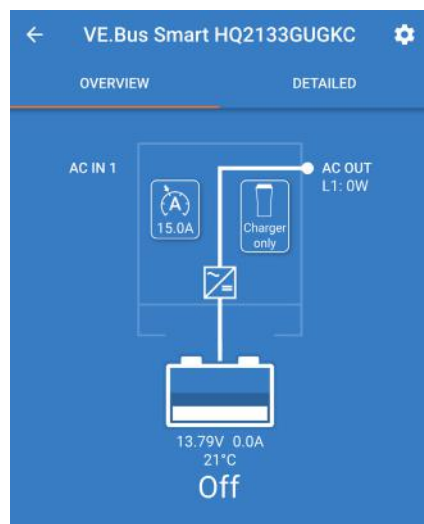 VE.Bus Smart HQ2133GUGKC
OVERVIEW
DETAILED
AC IN 1
AC OUT
L1: 0W
A
15.0A
Charger
only
13.79V 0.0A
21°C
Off